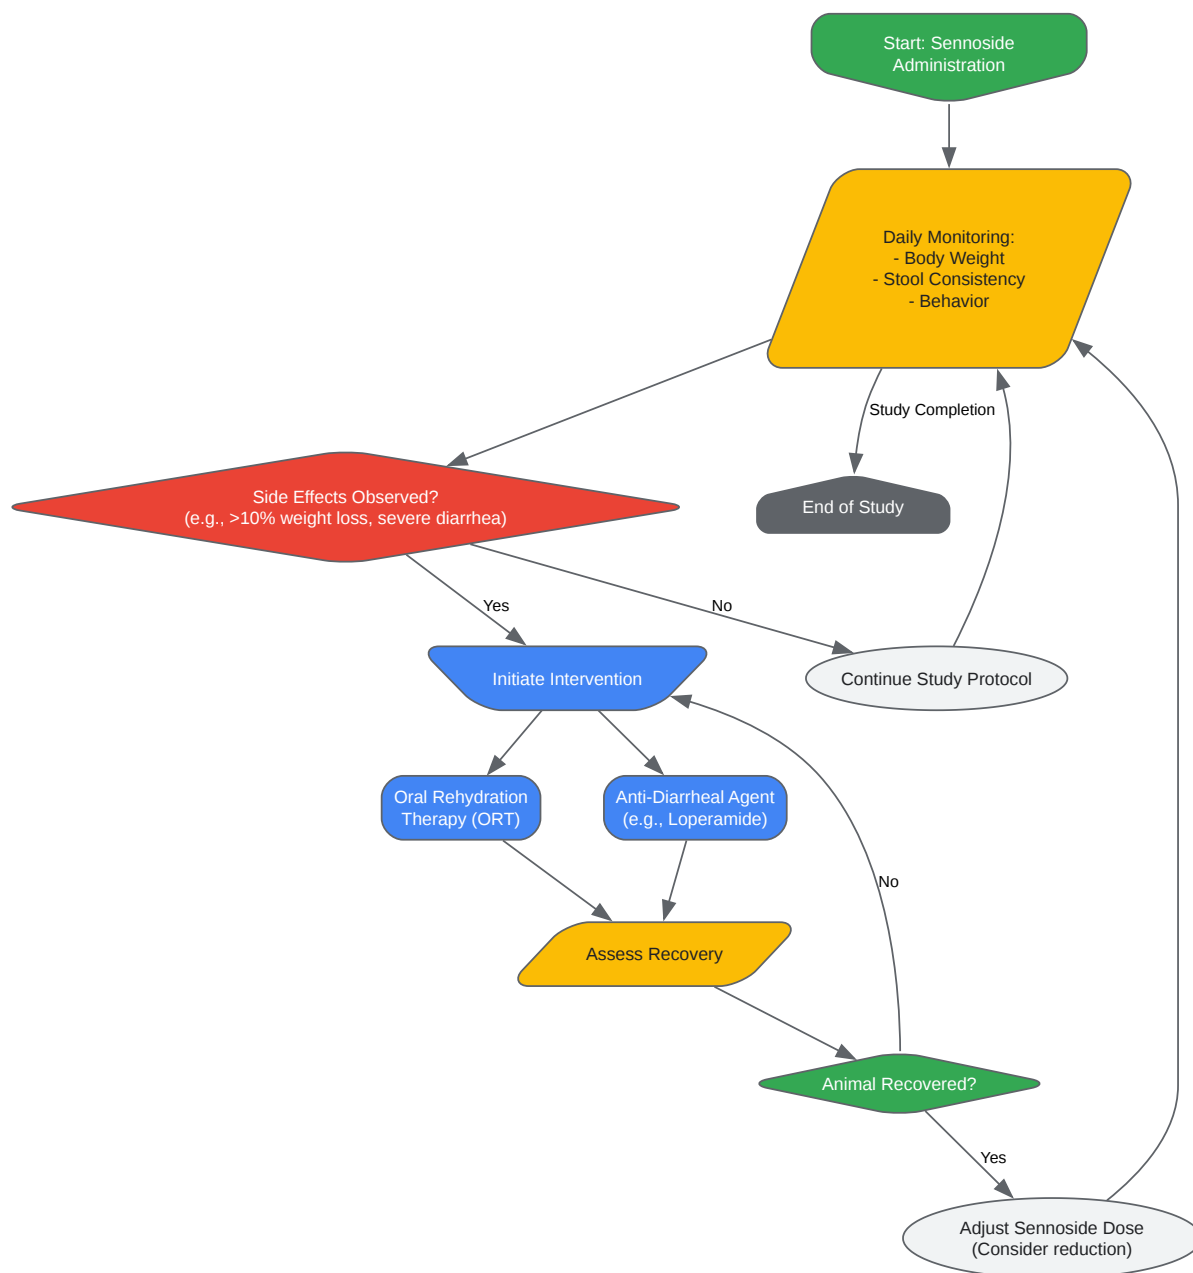 Start: Sennoside
Administration
Daily Monitoring:
- Body Weight
- Stool Consistency
- Behavior
Study Completion
Side Effects Observed?
(e.g., >10% weight loss, severe diarrhea)
End of Study
Yes
No
Initiate Intervention
Continue Study Protocol
Oral Rehydration
Therapy (ORT)
Anti-Diarrheal Agent
(e.g., Loperamide)
No
Assess Recovery
Animal Recovered?
Yes
Adjust Sennoside Dose
(Consider reduction)